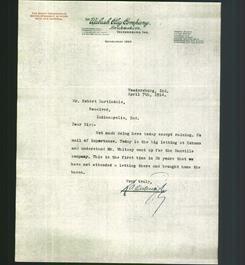 The Wabash Clay Company,
Veedersburg, Ind.
Veedersburg, Ind.
April 7th, 1914.
Mr. Robert
Receiver,
Indianapolis, Ind.
Dear Sir:-
Not much doing here today except raining. No
mail of importance. Today is the big letting at Kokomo
and understand Mr. Whitney went up for the Danville
company. This is the first time in 20 years that we
have not attended a letting there and brought home the
bacon.
Yours truly,